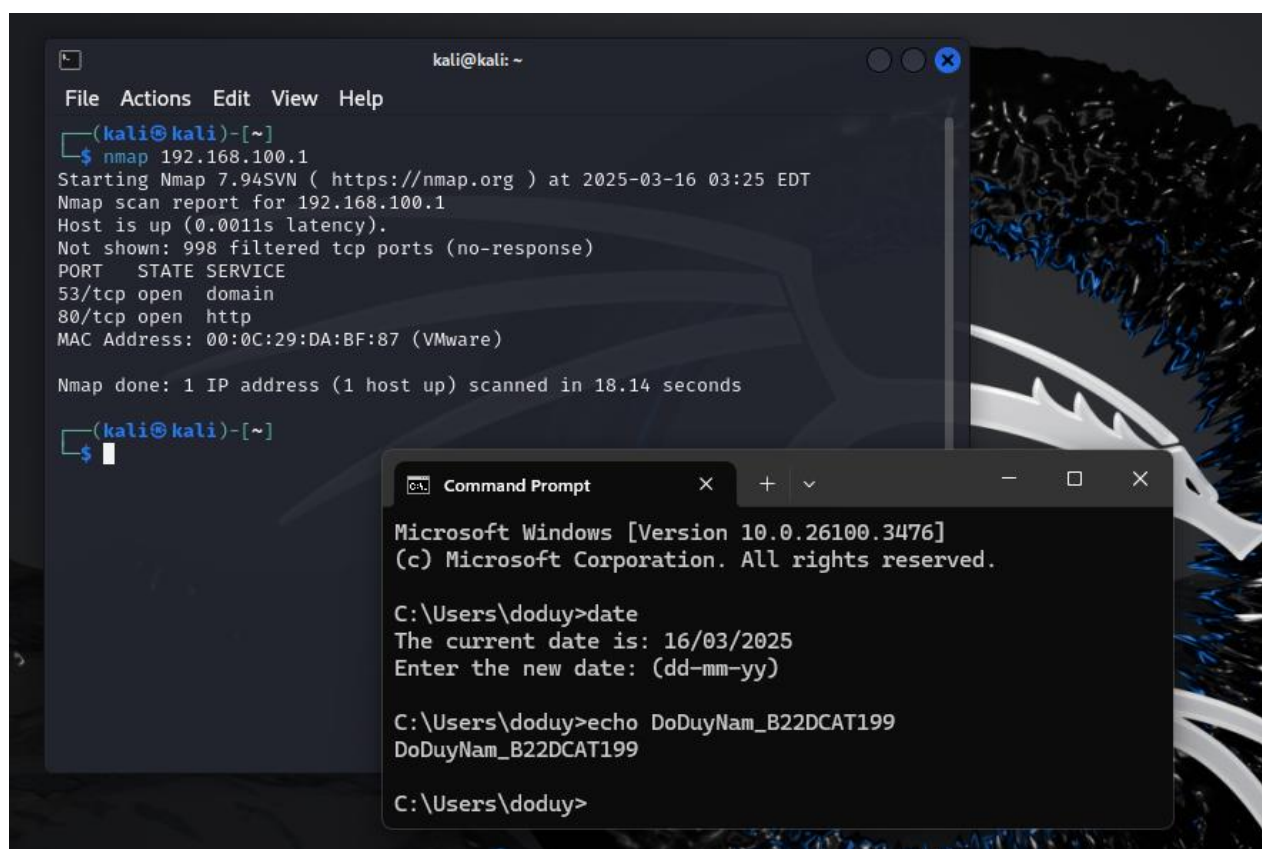 kali@kali: ~
File Actions Edit View Help
┌──(kali㉿kali)-[~]
└─$ nmap 192.168.100.1
Starting Nmap 7.94SVN ( https://nmap.org ) at 2025-03-16 03:25 EDT
Nmap scan report for 192.168.100.1
Host is up (0.0011s latency).
Not shown: 998 filtered tcp ports (no-response)
PORT   STATE SERVICE
53/tcp open  domain
80/tcp open  http
MAC Address: 00:0C:29:DA:BF:87 (VMware)
Nmap done: 1 IP address (1 host up) scanned in 18.14 seconds
┌──(kali㉿kali)-[~]
└─$
Command Prompt
Microsoft Windows [Version 10.0.26100.3476]
(c) Microsoft Corporation. All rights reserved.
C:\Users\doduy>date
The current date is: 16/03/2025
Enter the new date: (dd-mm-yy)
C:\Users\doduy>echo DoDuyNam_B22DCAT199
DoDuyNam_B22DCAT199
C:\Users\doduy>